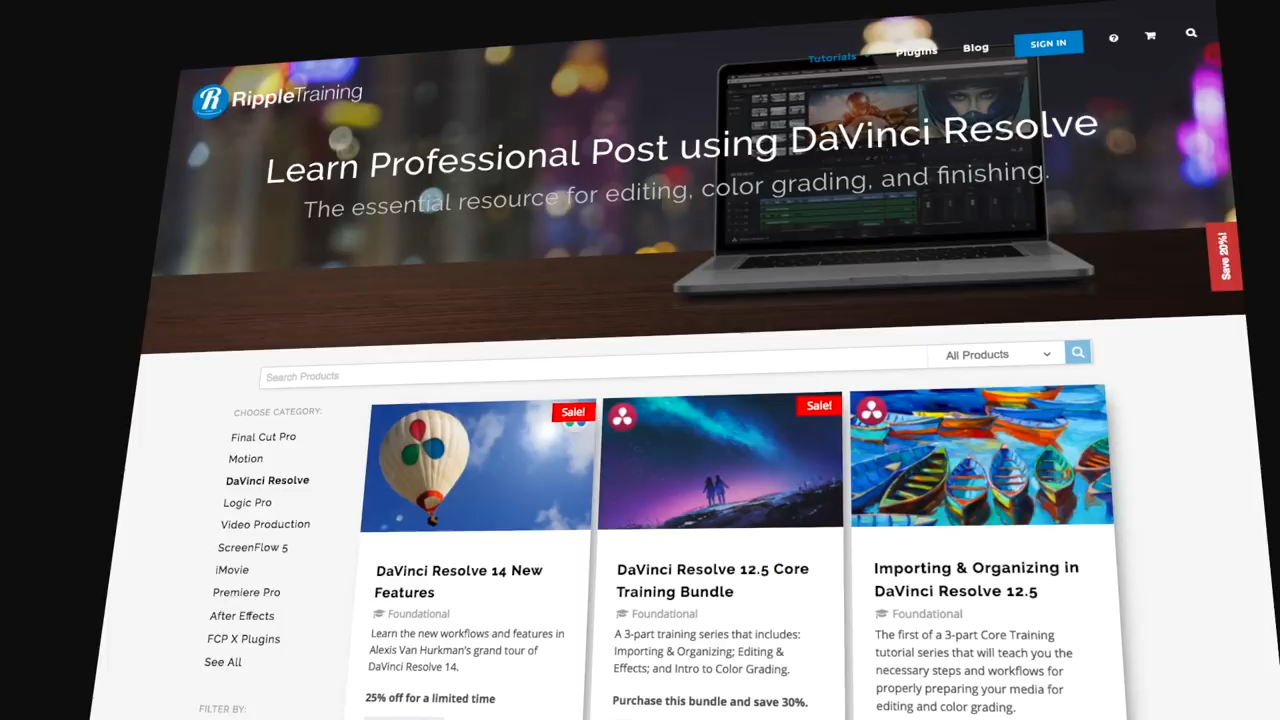 Tutorials
Plugins
Blog
SIGN IN
R RippleTraining
Learn Professional Post using DaVinci Resolve
The essential resource for editing, color grading, and finishing.
Save 20%!
Search Products
All Products
CHOOSE CATEGORY:
Final Cut Pro
Motion
DaVinci Resolve
Logic Pro
Video Production
ScreenFlow 5
iMovie
Premiere Pro
After Effects
FCP X Plugins
See All
FILTER BY:
Sale!
DaVinci Resolve 14 New
Features
Foundational
Learn the new workflows and features in
Alexis Van Hurkman's grand tour of
DaVinci Resolve 14.
25% off for a limited time
Sale!
DaVinci Resolve 12.5 Core
Training Bundle
Foundational
A 3-part training series that includes:
Importing & Organizing; Editing &
Effects; and Intro to Color Grading.
Purchase this bundle and save 30%.
Importing & Organizing in
DaVinci Resolve 12.5
Foundational
The first of a 3-part Core Training
tutorial series that will teach you the
necessary steps and workflows for
properly preparing your media for
editing and color grading.